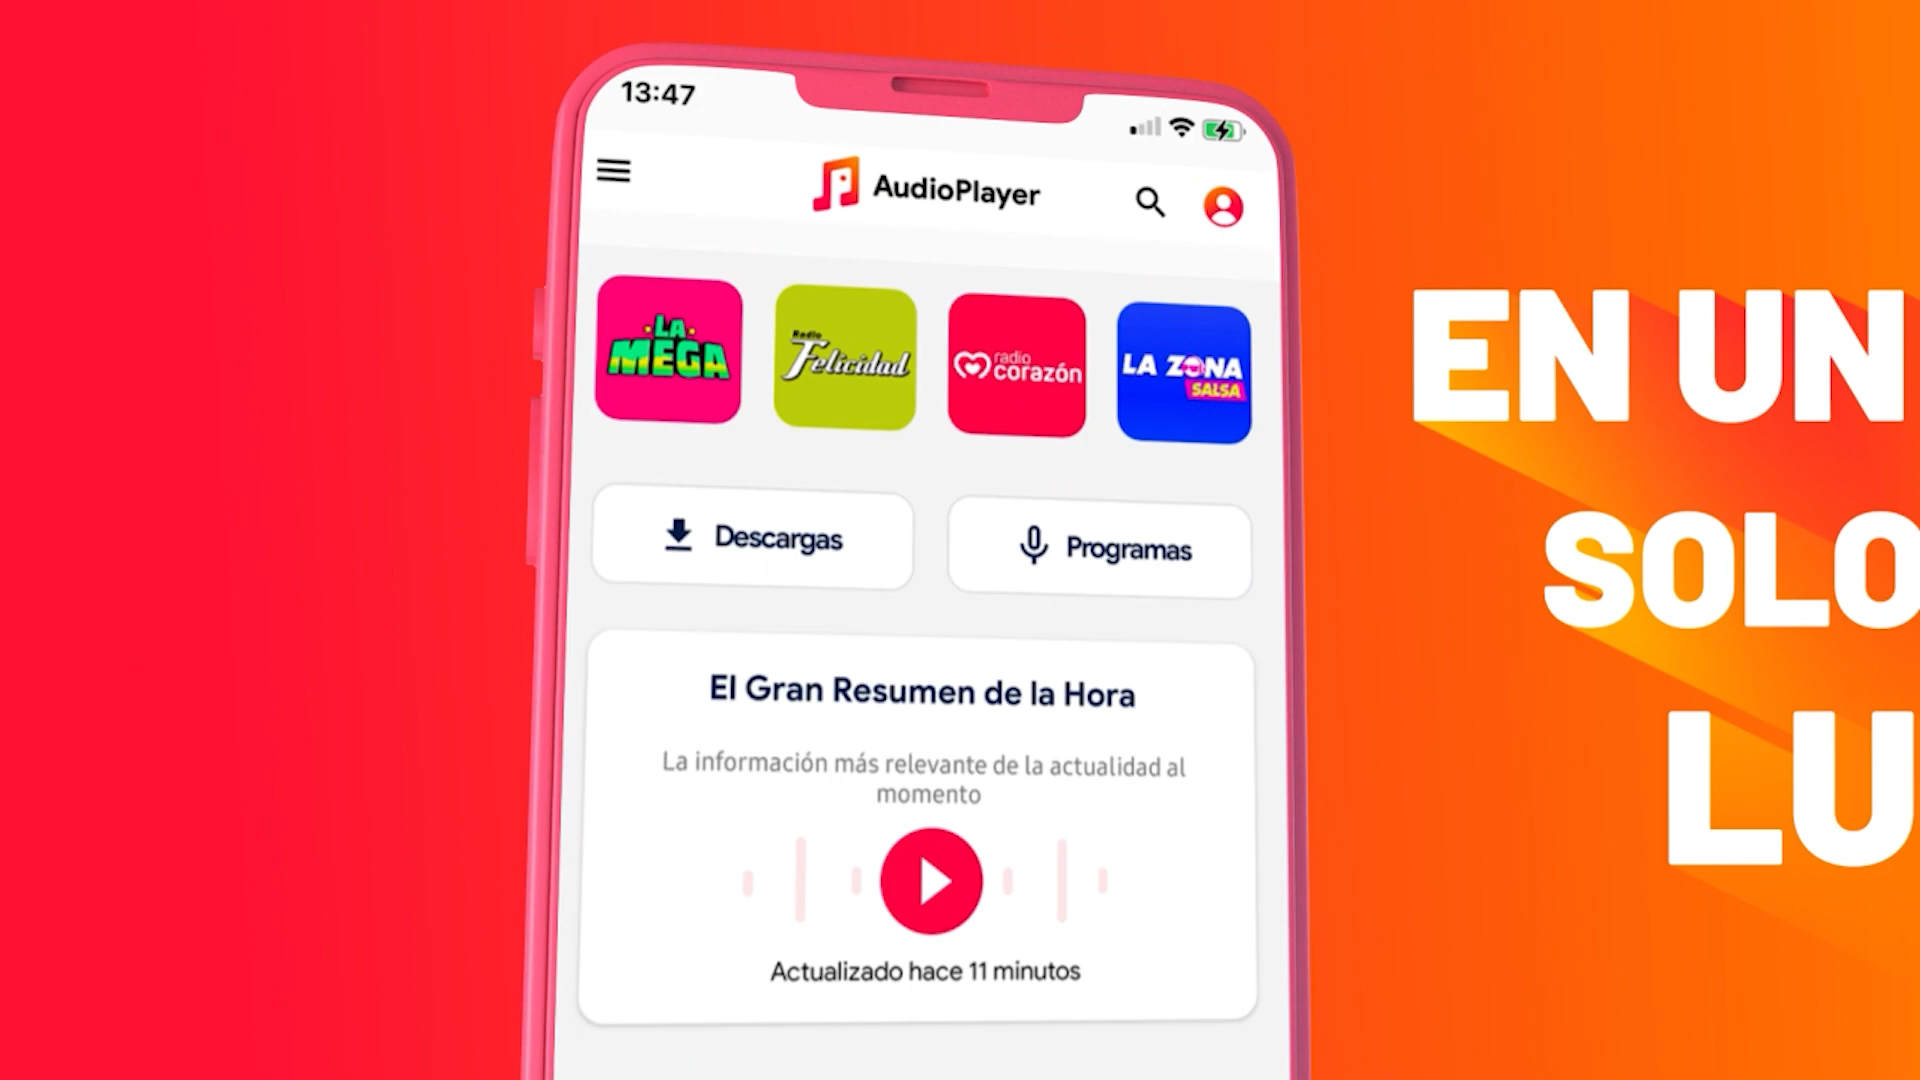 13:47
AudioPlayer
LA
MEGA
Radio
Felicidad
radio
corazón
LA ZONA
SALSA
Descargas
Programas
El Gran Resumen de la Hora
La información más relevante de la actualidad al
momento
Actualizado hace 11 minutos
EN UN
SOLO
LU